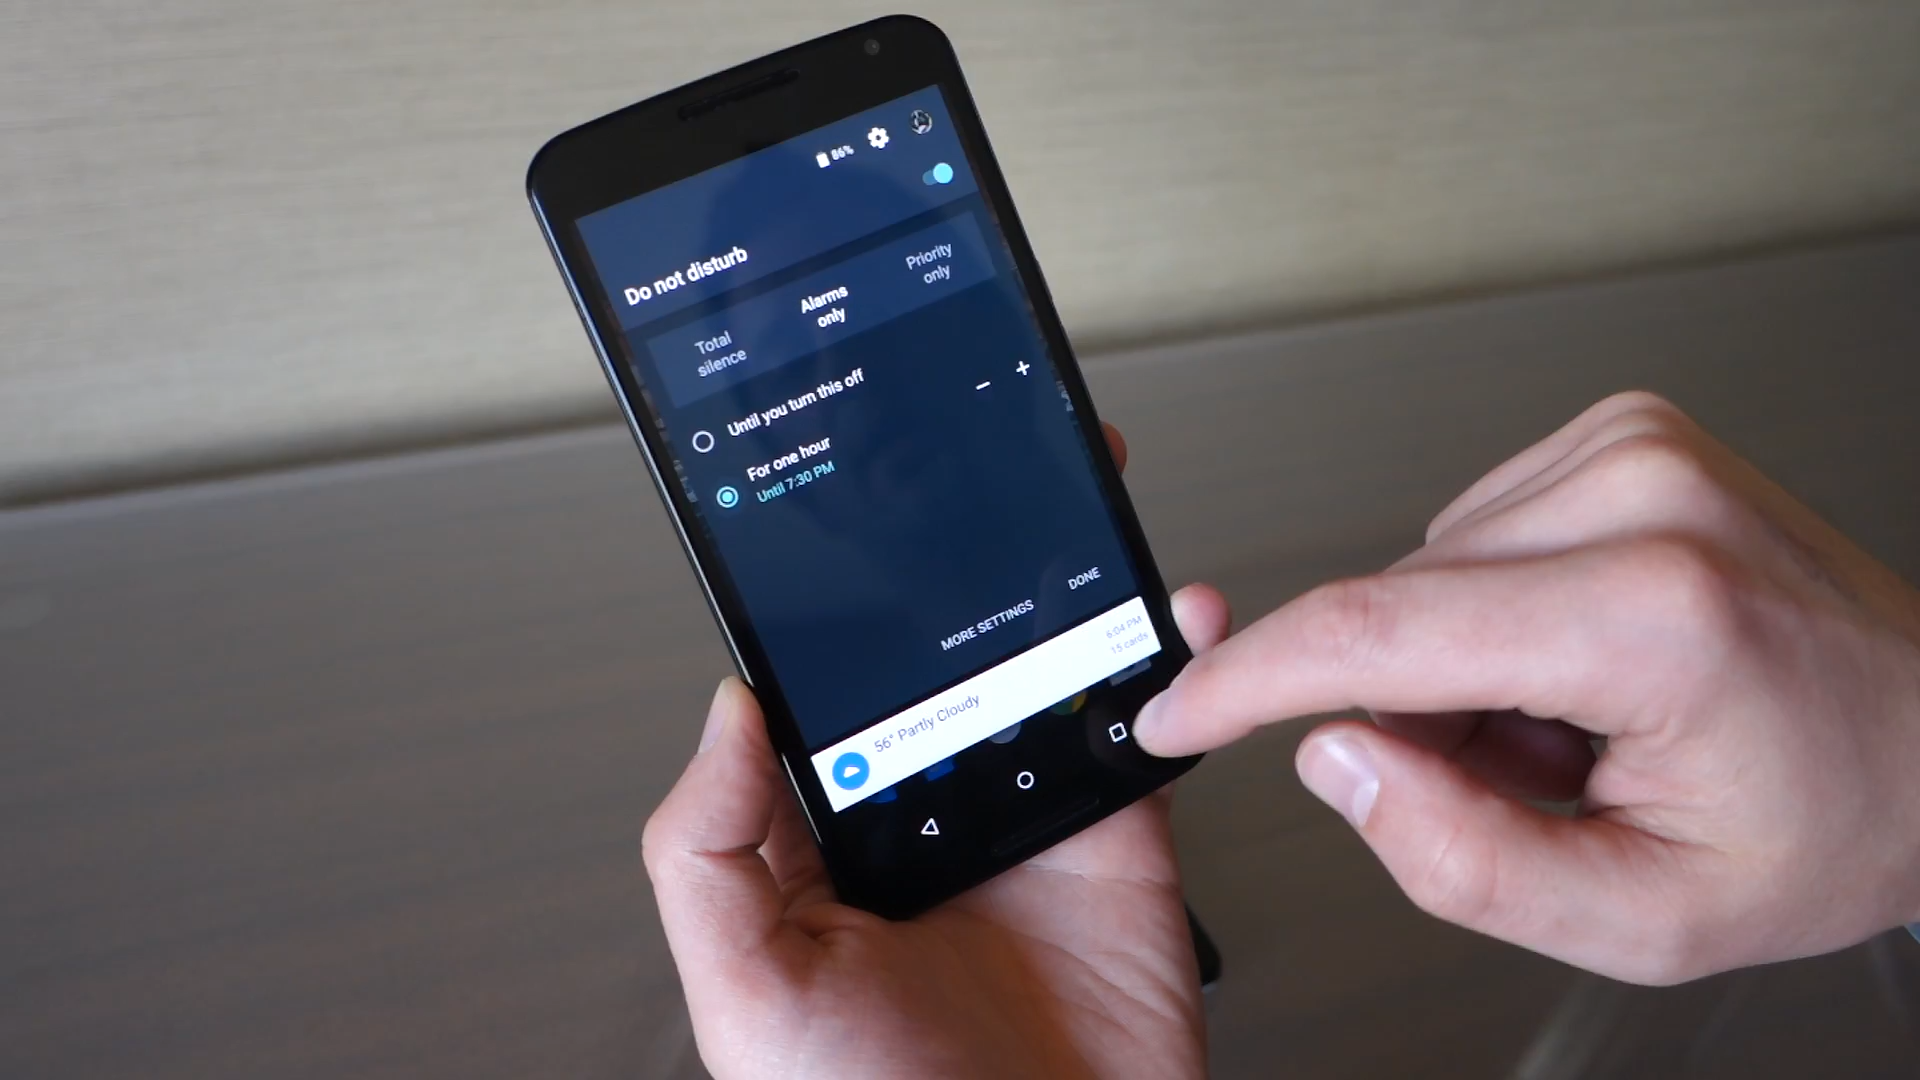 86%
Do not disturb
Total
silence
Alarms
only
Priority
only
Until you turn this off
For one hour
Until 7:30 PM
MORE SETTINGS
DONE
56° Partly Cloudy
6:04 PM
15 cards